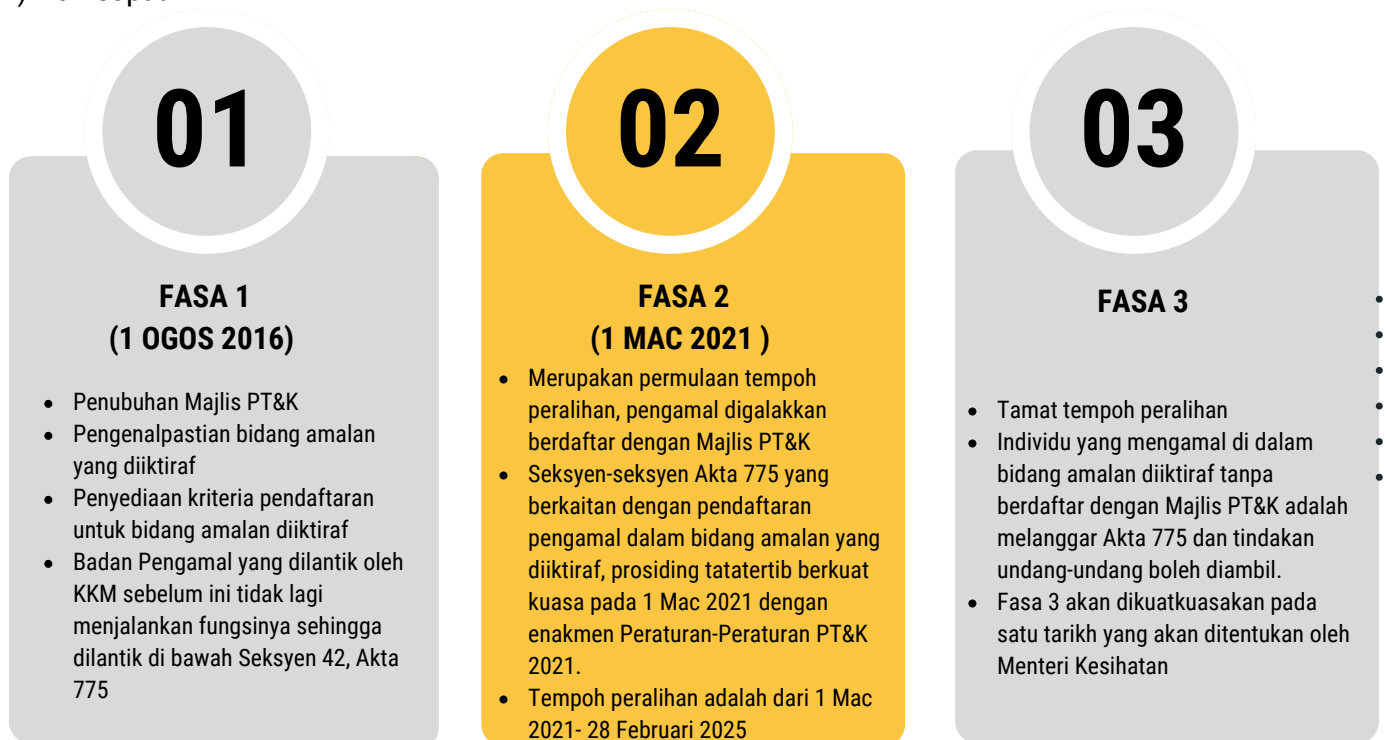 01
FASA 1
(1 OGOS 2016)
• Penubuhan Majlis PT&K
• Pengenalpastian bidang amalan
yang diiktiraf
• Penyediaan kriteria pendaftaran
untuk bidang amalan diiktiraf
• Badan Pengamal yang dilantik oleh
KKM sebelum ini tidak lagi
menjalankan fungsinya sehingga
dilantik di bawah Seksyen 42, Akta
775
02
FASA 2
(1 MAC 2021 )
• Merupakan permulaan tempoh
peralihan, pengamal digalakkan
berdaftar dengan Majlis PT&K
• Seksyen-seksyen Akta 775 yang
berkaitan dengan pendaftaran
pengamal dalam bidang amalan yang
diiktiraf, prosiding tatatertib berkuat
kuasa pada 1 Mac 2021 dengan
enakmen Peraturan-Peraturan PT&K
2021.
• Tempoh peralihan adalah dari 1 Mac
2021- 28 Februari 2025
03
FASA 3
• Tamat tempoh peralihan
• Individu yang mengamal di dalam
bidang amalan diiktiraf tanpa
berdaftar dengan Majlis PT&K adalah
melanggar Akta 775 dan tindakan
undang-undang boleh diambil.
• Fasa 3 akan dikuatkuasakan pada
satu tarikh yang akan ditentukan oleh
Menteri Kesihatan